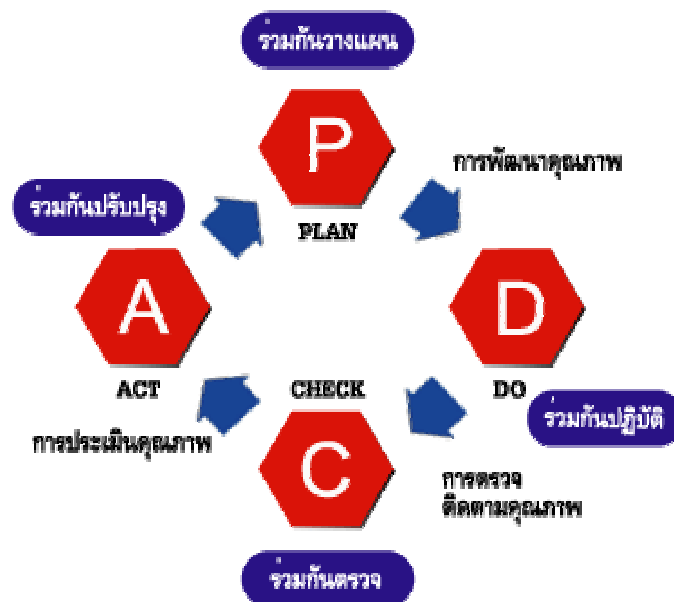 ร่วมกันวางแผน
P
PLAN
การพัฒนาคุณภาพ
ร่วมกันปรับปรุง
A
ACT
D
DO
ร่วมกันปฏิบัติ
CHECK
C
การประเมินคุณภาพ
การตรวจ
ติดตามคุณภาพ
ร่วมกันตรวจ